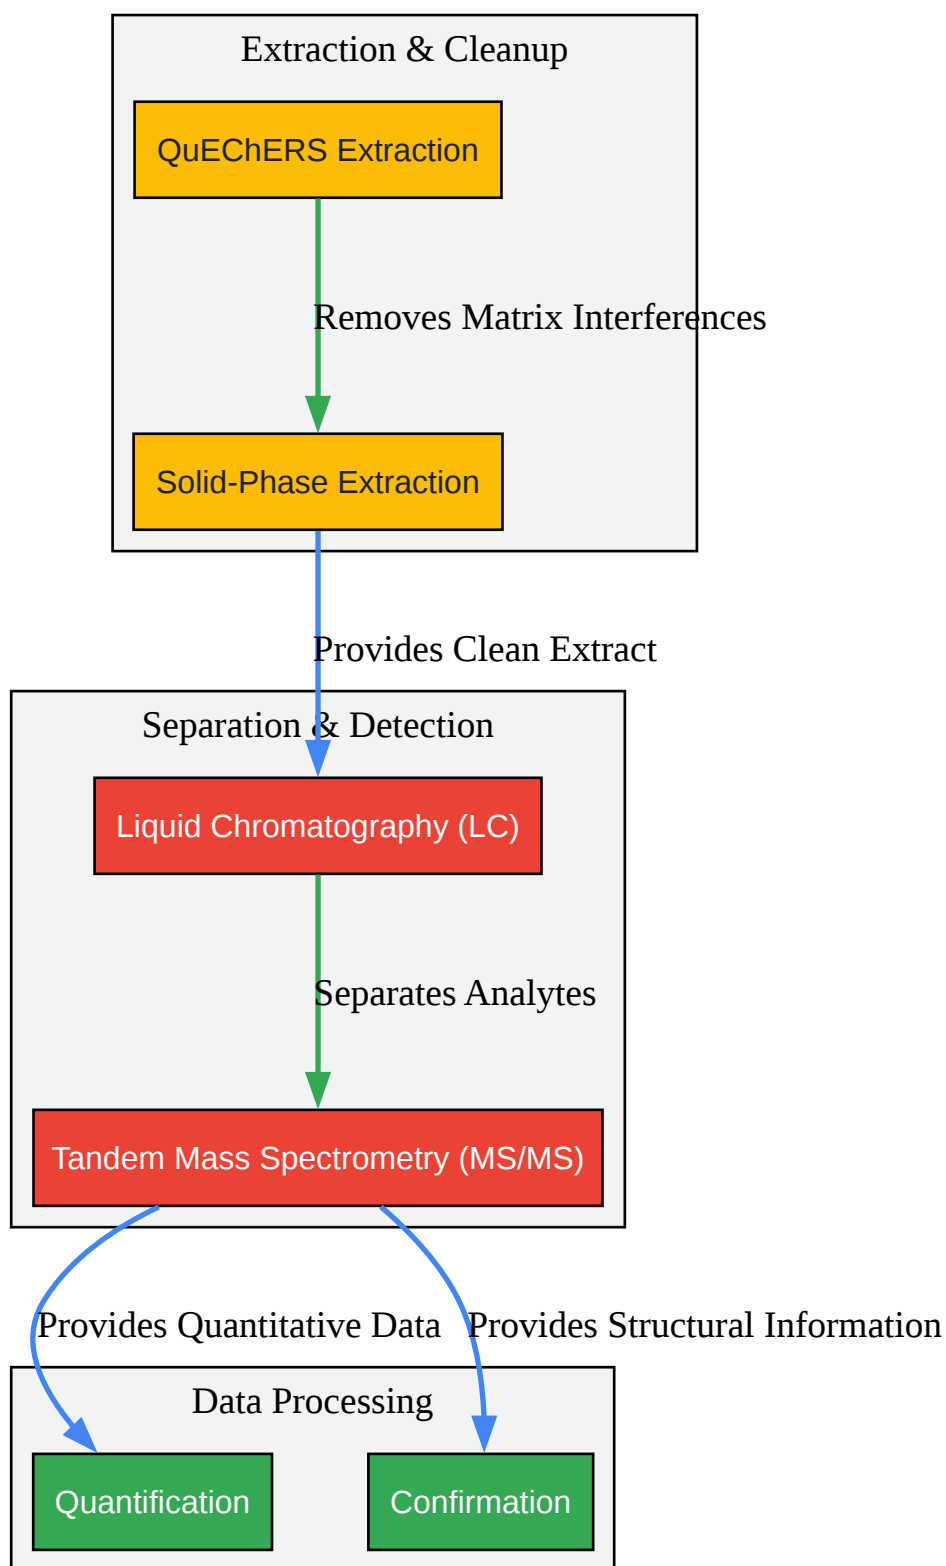 Extraction & Cleanup
QuEChERS Extraction
Removes Matrix Interferences
Solid-Phase Extraction
Provides Clean Extract
Separation & Detection
Liquid Chromatography (LC)
Separates Analytes
Tandem Mass Spectrometry (MS/MS)
Provides Quantitative Data
Provides Structural Information
Data Processing
Quantification
Confirmation